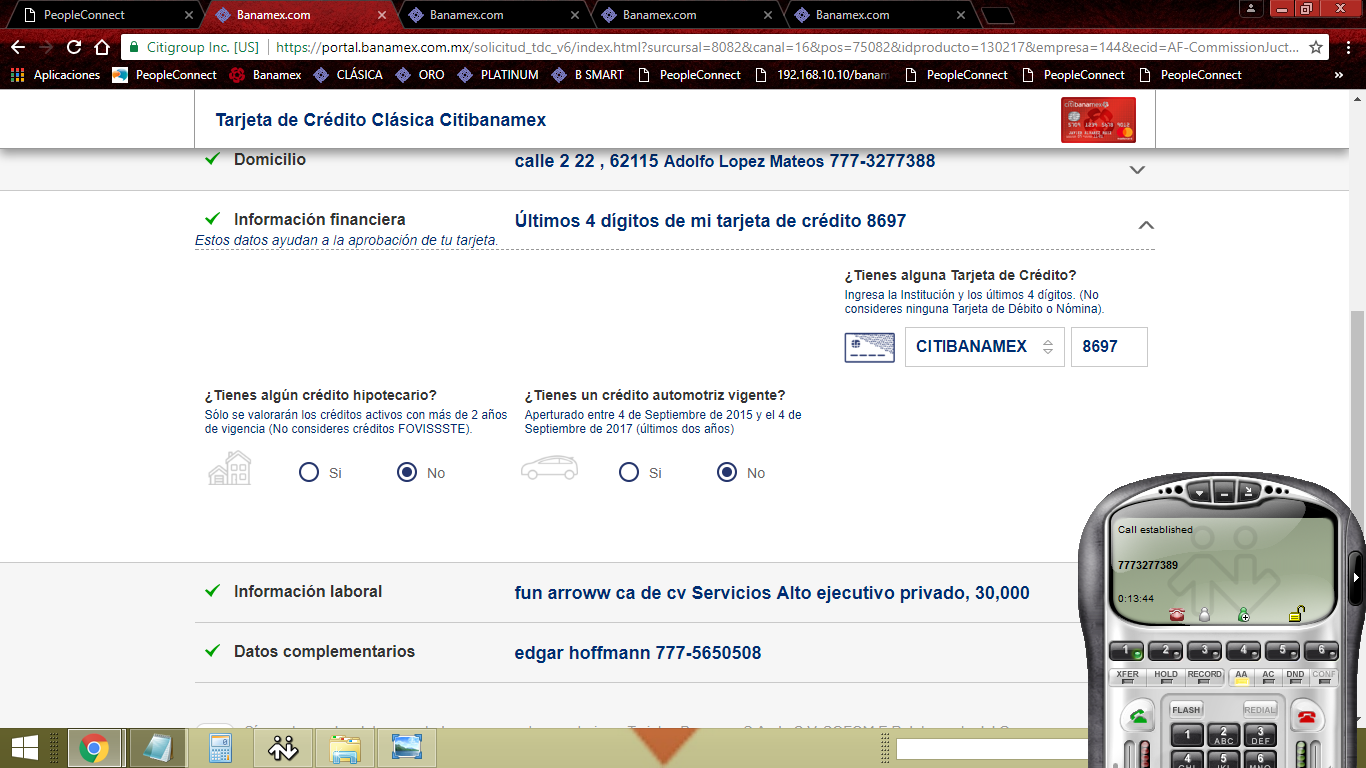 PeopleConnect
Banamex.com
Banamex.com
Banamex.com
Banamex.com
Citigroup Inc. [US] https://portal.banamex.com.mx/solicitud_tdc_v6/index.html?surcursal=8082&canal=16&pos=75082&idproducto=130217&empresa=144&ecid=AF-CommissionJuct...
Aplicaciones PeopleConnect Banamex CLÁSICA ORO PLATINUM B SMART PeopleConnect 192.168.10.10/banam PeopleConnect PeopleConnect PeopleConnect »
Tarjeta de Crédito Clásica Citibanamex
citibanamex
Domicilio calle 2 22 , 62115 Adolfo Lopez Mateos 777-3277388
Información financiera Últimos 4 dígitos de mi tarjeta de crédito 8697
Estos datos ayudan a la aprobación de tu tarjeta.
¿Tienes alguna Tarjeta de Crédito?
Ingresa la Institución y los últimos 4 dígitos. (No
consideres ninguna Tarjeta de Débito o Nómina).
CITIBANAMEX 8697
¿Tienes algún crédito hipotecario?
Sólo se valorarán los créditos activos con más de 2 años
de vigencia (No consideres créditos FOVISSSTE).
Si No
¿Tienes un crédito automotriz vigente?
Aperturado entre 4 de Septiembre de 2015 y el 4 de
Septiembre de 2017 (últimos dos años)
Si No
Información laboral fun arroww ca de cv Servicios Alto ejecutivo privado, 30,000
Datos complementarios edgar hoffmann 777-5650508
Call established
7773277389
0:13:44
1 2 3 4 5 6
XFER HOLD RECORD AA AC DND CONF
FLASH REDIAL
1 2 ABC 3 DEF
4 5 6